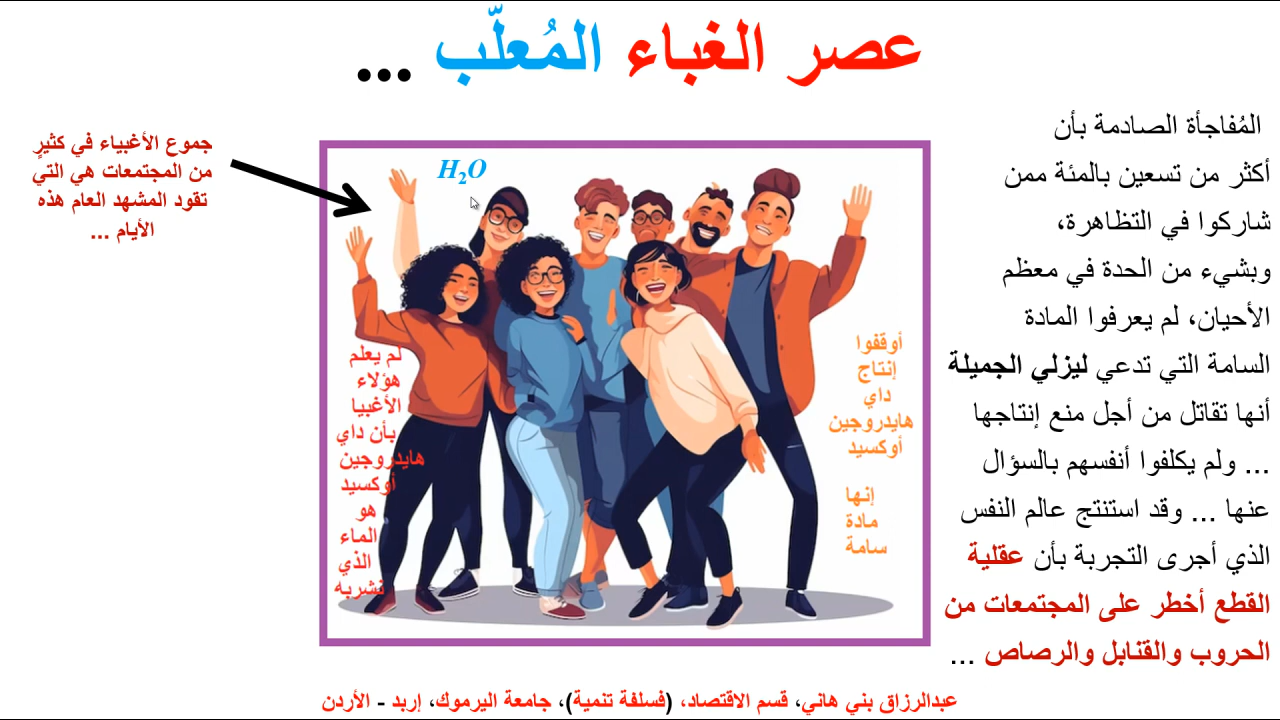 عصر الغباء المُعلّب ...
المُفاجأة الصادمة بأن
أكثر من تسعين بالمئة ممن
شاركوا في التظاهرة،
وبشيء من الحدة في معظم
الأحيان، لم يعرفوا المادة
السامة التي تدعي ليزلي الجميلة
أنها تقاتل من أجل منع إنتاجها
... ولم يكلفوا أنفسهم بالسؤال
عنها ... وقد استنتج عالم النفس
الذي أجرى التجربة بأن عقلية
القطع أخطر على المجتمعات من
الحروب والقنابل والرصاص ...
H₂O
أوقفوا
إنتاج
داي
هايدروجين
أوكسيد
إنها
مادة
سامة
لم يعلم
هؤلاء
الأغبيا
بأن داي
هايدروجين
أوكسيد
هو
الماء
الذي
نشربه
جموع الأغبياء في كثيرٍ
من المجتمعات هي التي
تقود المشهد العام هذه
الأيام ...
عبدالرزاق بني هاني، قسم الاقتصاد، (فسلفة تنمية)، جامعة اليرموك، إربد - الأردن